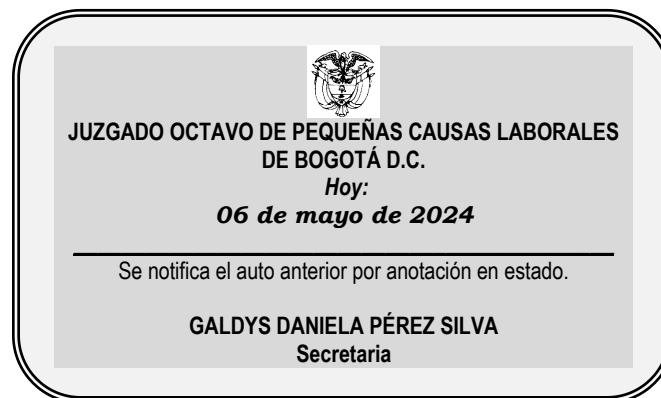 JUZGADO OCTAVO DE PEQUEÑAS CAUSAS LABORALES
DE BOGOTÁ D.C.
Hoy:
06 de mayo de 2024
Se notifica el auto anterior por anotación en estado.
GALDYS DANIELA PÉREZ SILVA
Secretaria